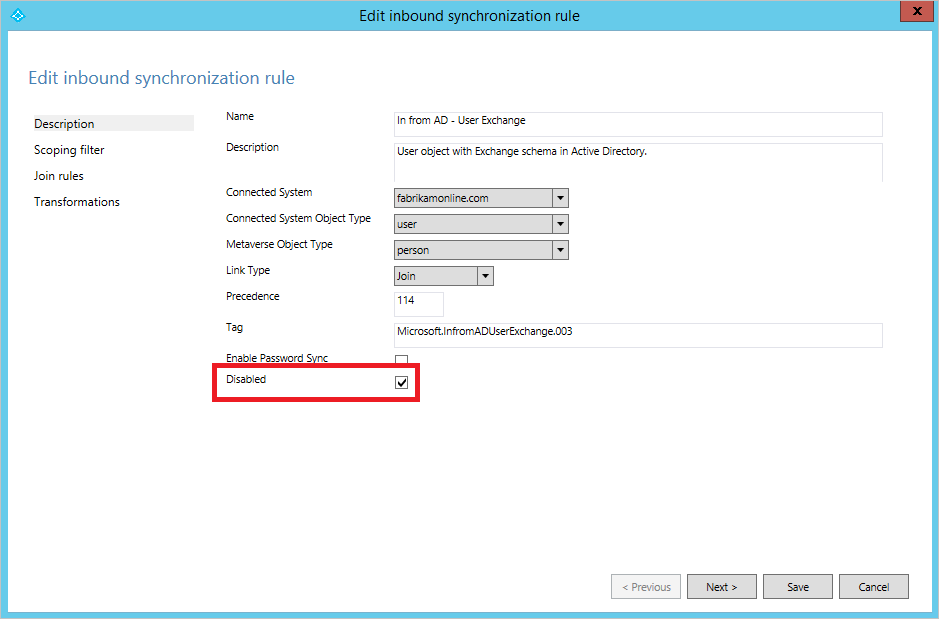 Edit inbound synchronization rule
x
Edit inbound synchronization rule
Description
Scoping filter
Join rules
Transformations
Name
In from AD - User Exchange
Description
User object with Exchange schema in Active Directory.
Connected System
fabrikamonline.com
Connected System Object Type
user
Metaverse Object Type
person
Link Type
Join
Precedence
114
Tag
Microsoft.InfromADUserExchange.003
Enable Password Sync
Disabled
< Previous
Next >
Save
Cancel